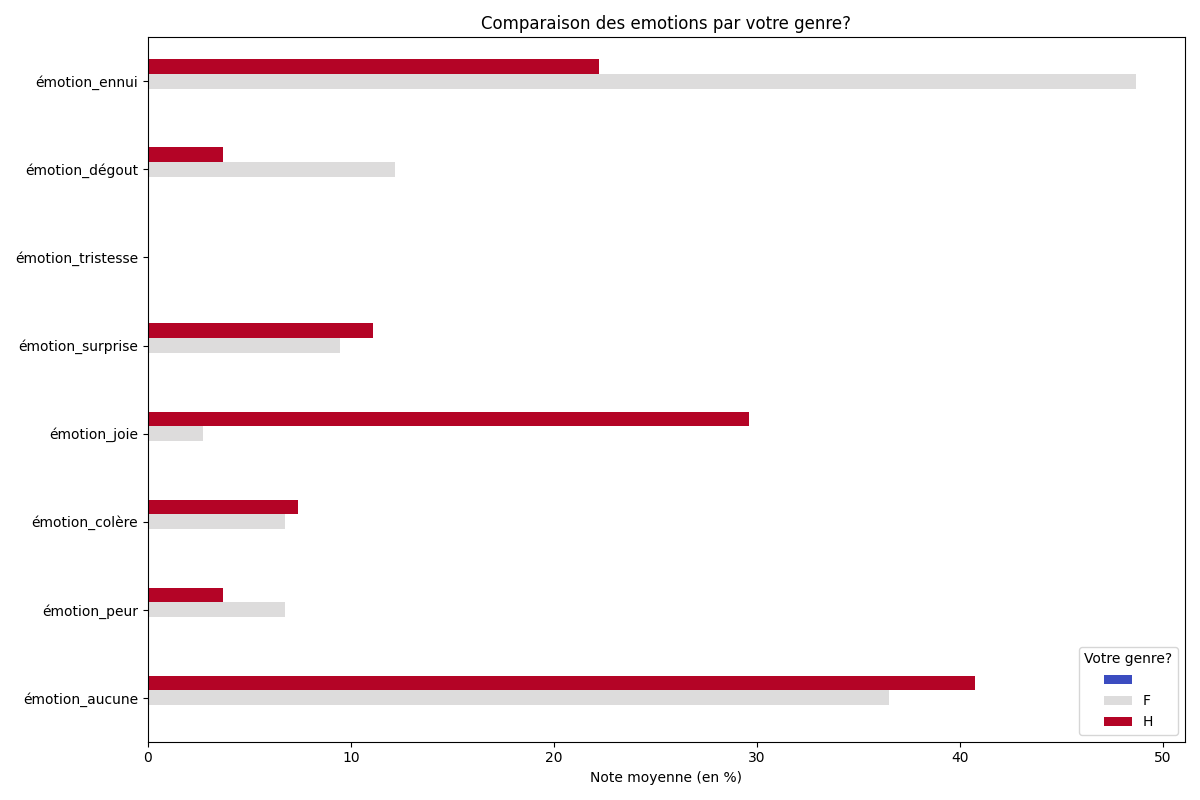 Comparaison des emotions par votre genre?
émotion_ennui
émotion_dégout
émotion_tristesse
émotion_surprise
émotion_joie
émotion_colère
émotion_peur
émotion_aucune
Votre genre?
F
H
0 10 20 30 40 50
Note moyenne (en %)